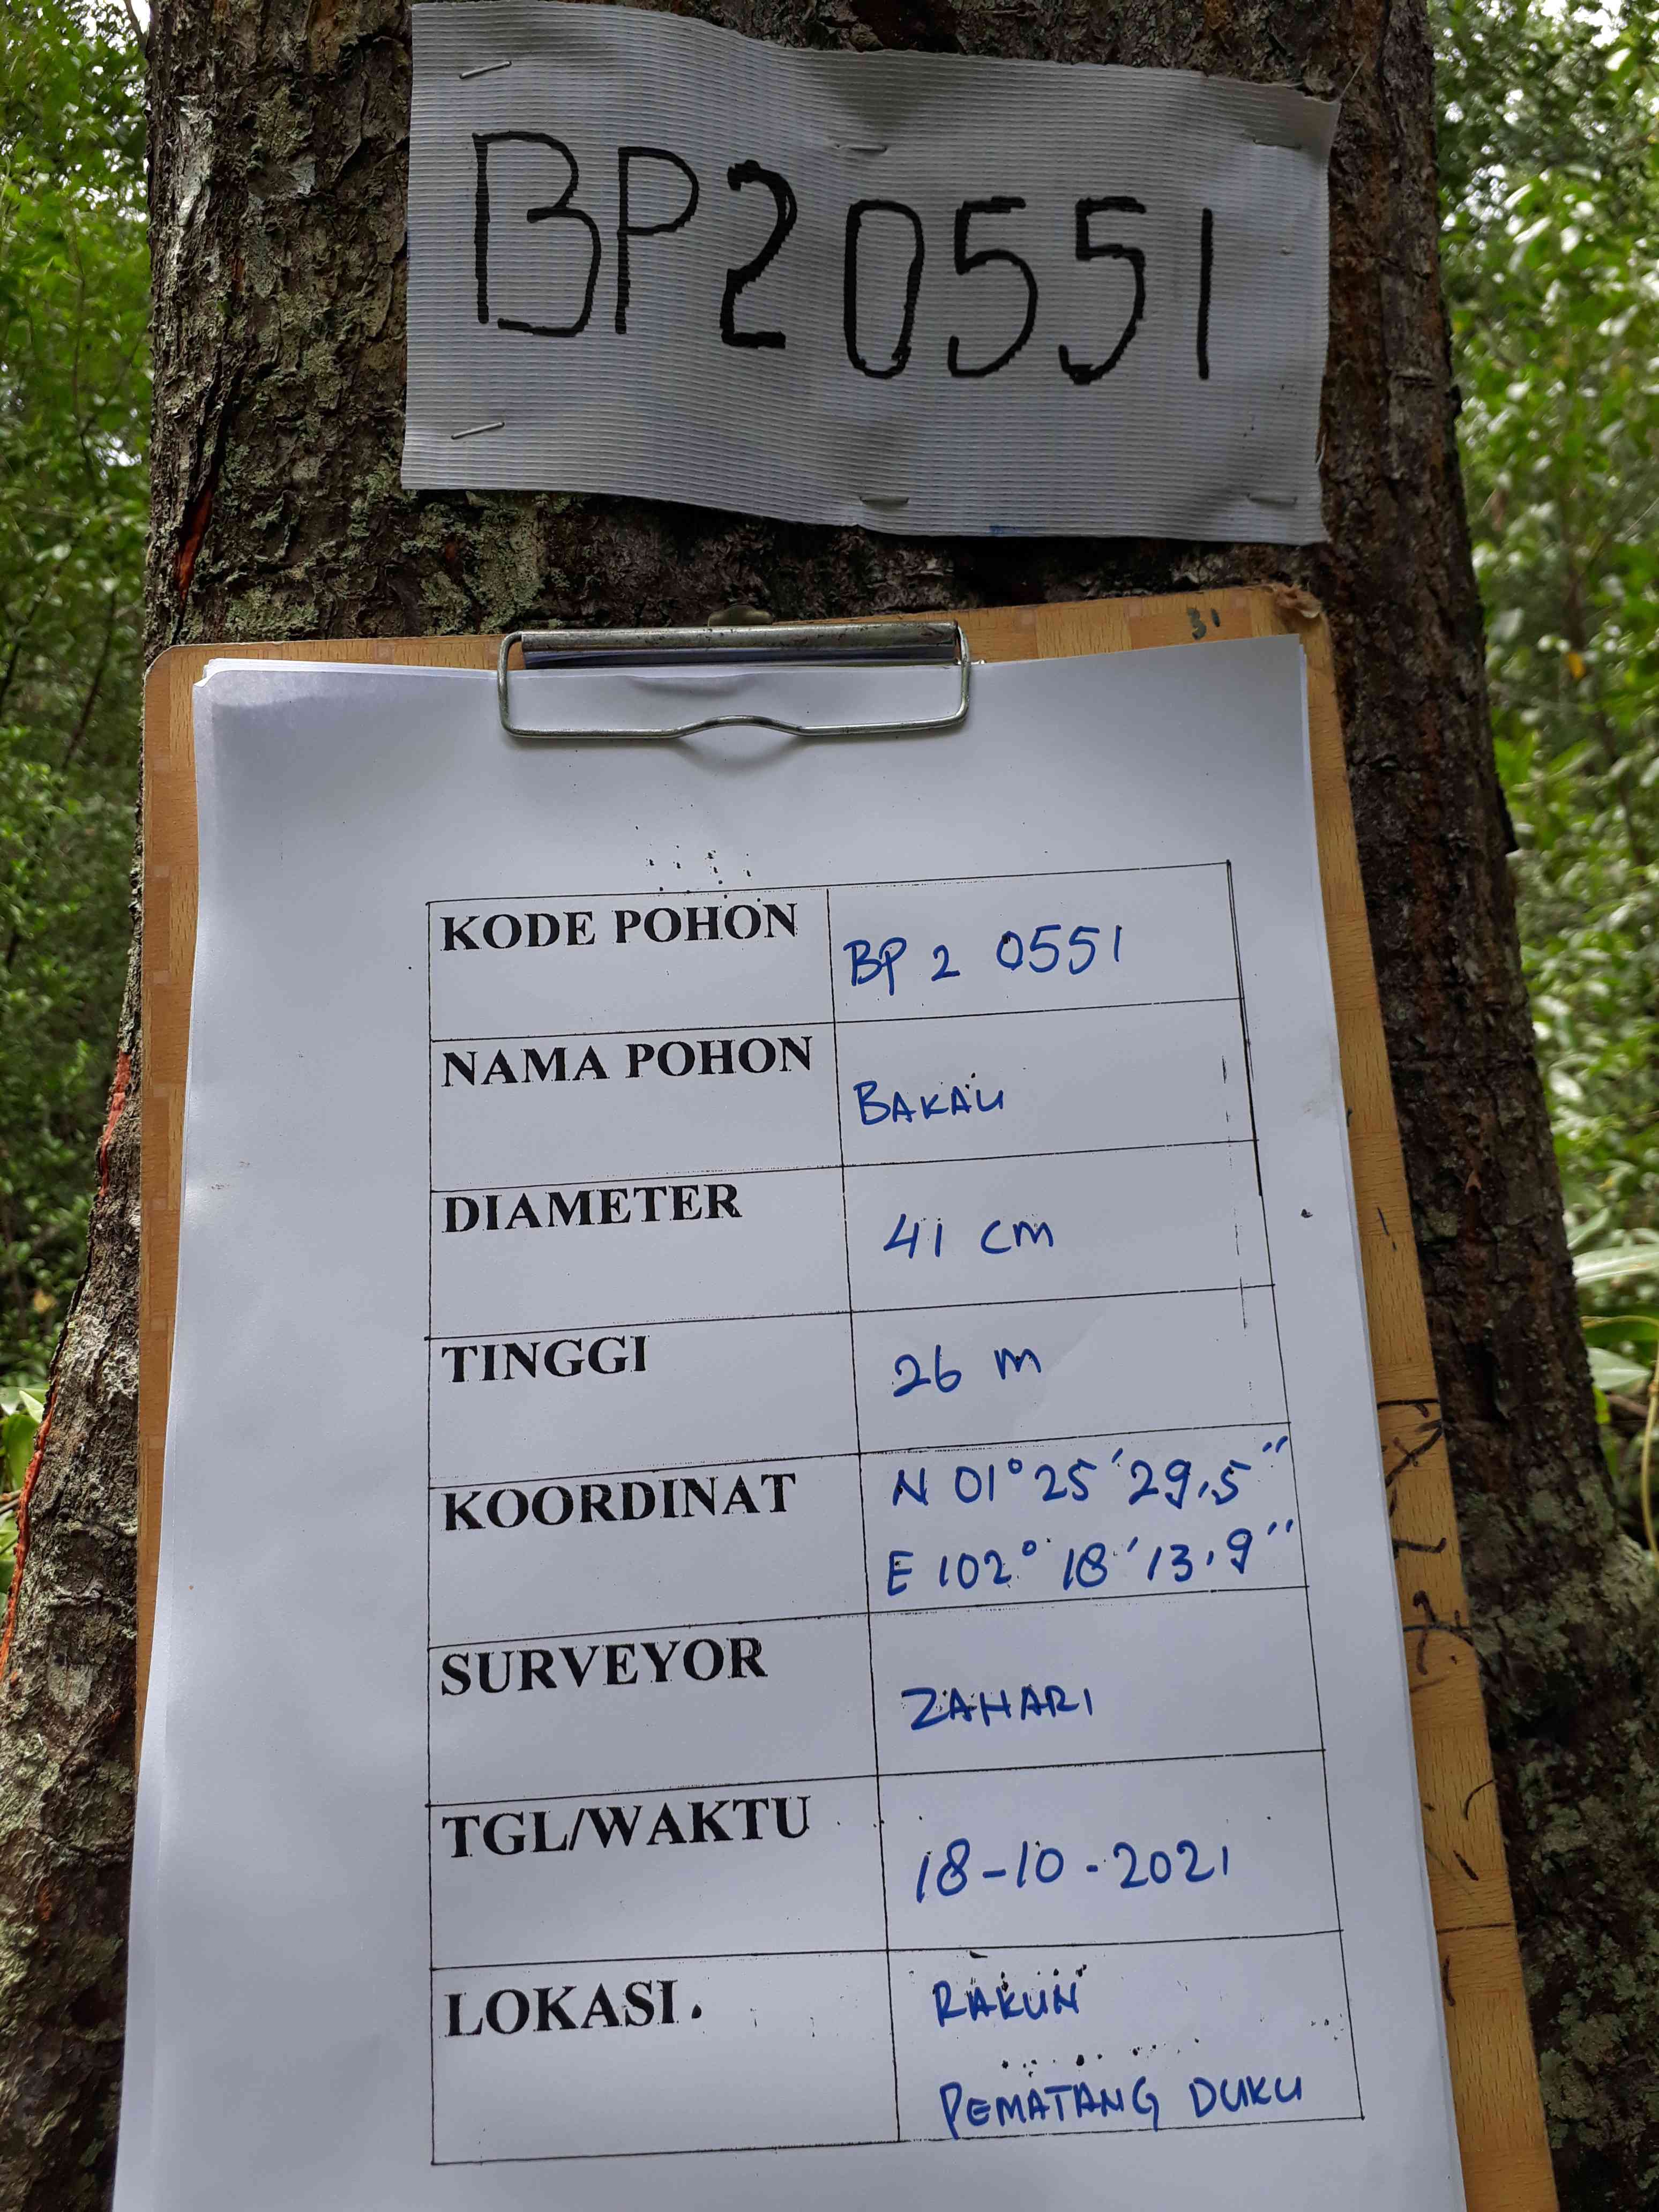 BP20551
31
KODE POHON BP 2 0551
NAMA POHON BAKAU
DIAMETER 41 cm
TINGGI 26 m
KOORDINAT N 01° 25' 29,5"
E 102° 18' 13,9"
SURVEYOR ZAHARI
TGL/WAKTU 18-10-2021
LOKASI. RAKUN
PEMATANG DUKU